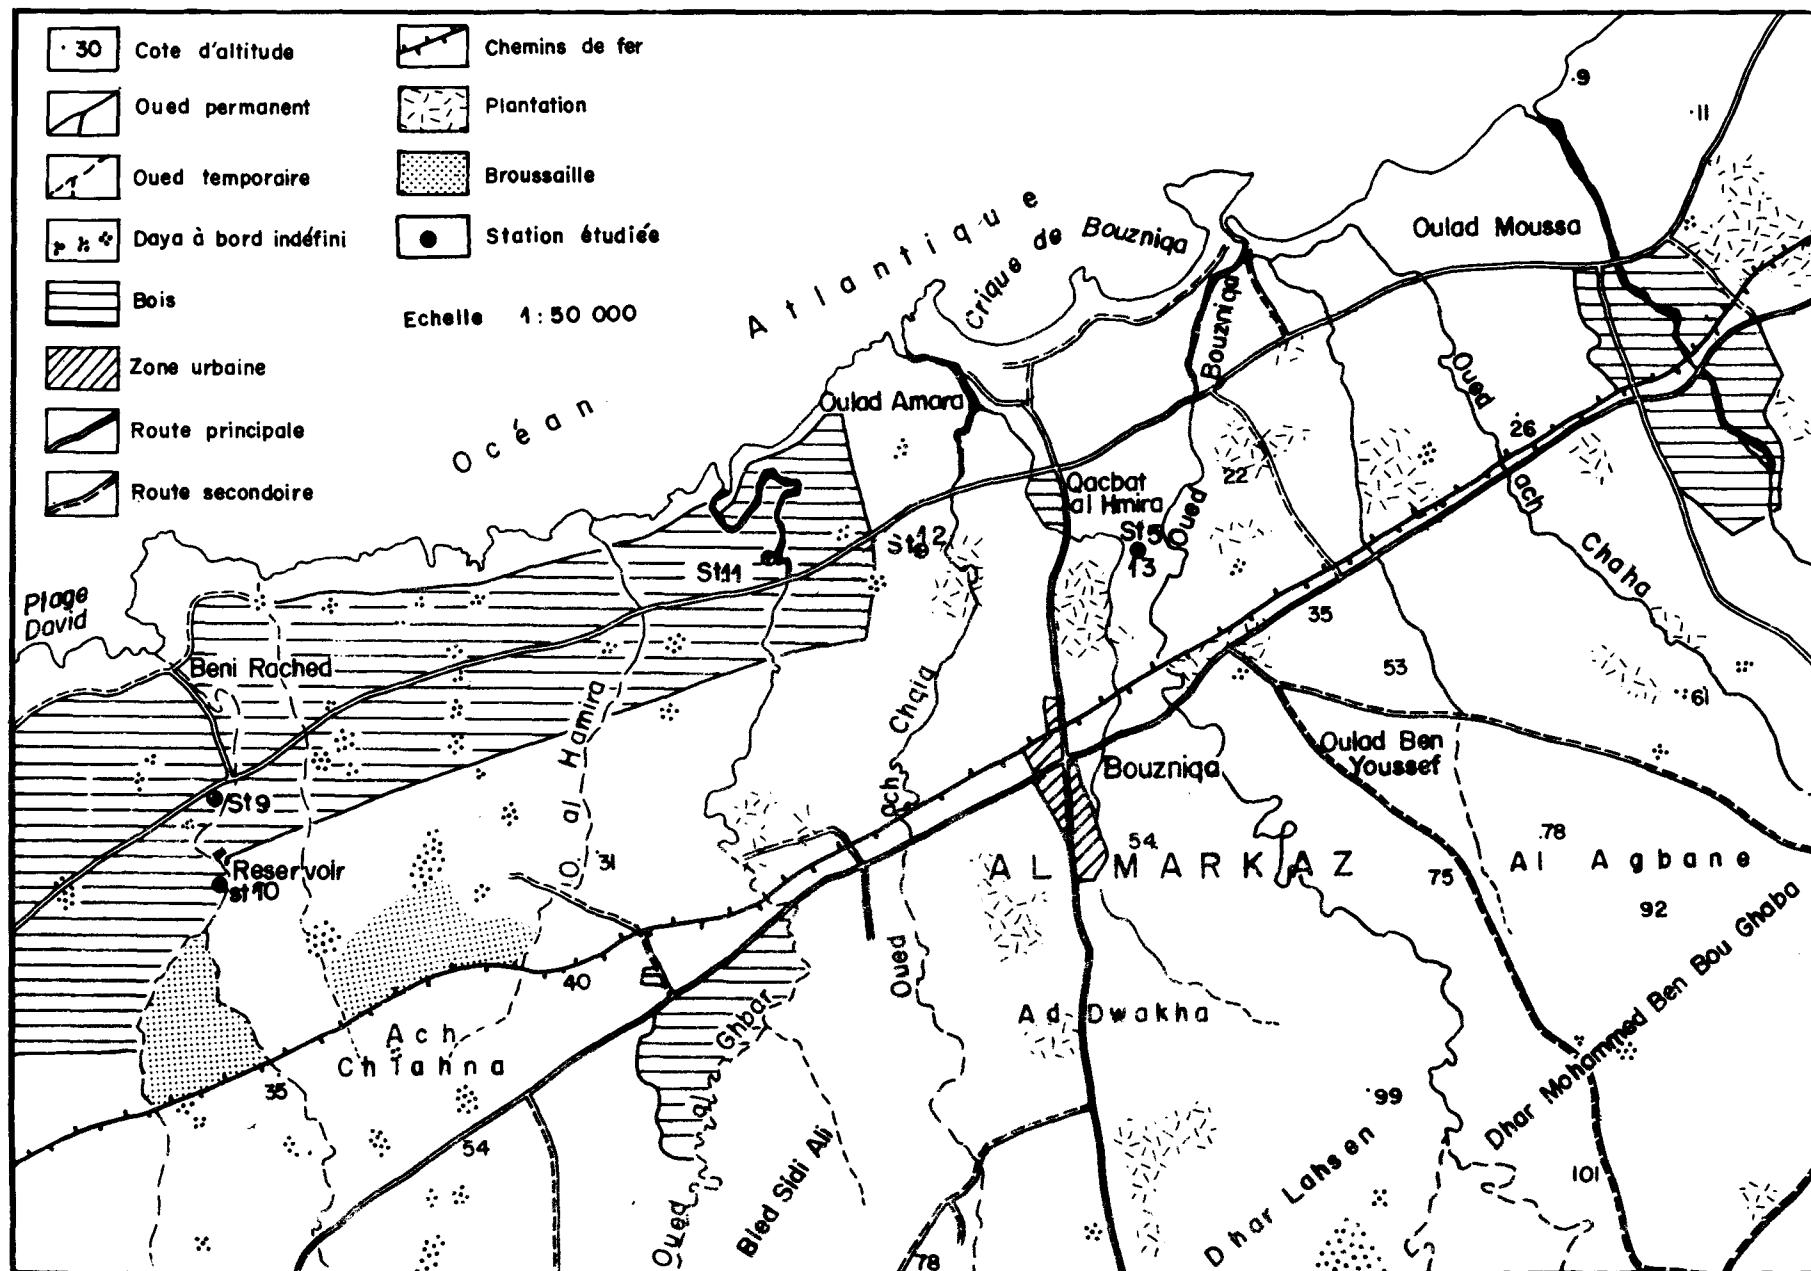 30
Cote d'altitude
Oued permanent
Oued temporaire
Daya à bord indéfini
Bois
Zone urbaine
Route principale
Route secondoire
Chemins de fer
Plantation
Broussaille
Station étudiée
Echelle 1:50 000
Océan Atlantique
Crique de Bouzniqa
9
11
Oulad Moussa
Bouzniqa
Oued
Oulad Amara
Oued
ach
Chaha
26
22
Qacbat
al Hmira
St5
13
St12
St11
Plage
David
Beni Rached
35
53
61
Oulad Ben
Youssef
Bouzniqa
Oued
ach
Chaiq
O al Hamira
St9
Reservoir
st10
31
54
AL MARKAZ
78
Al Agbane
75
92
40
Ach
Chiahna
Ad Dwakha
35
54
Oued al Ghbar
Bled Sidi Ali
78
99
Dhar Lahsen
Dhar Mohammed Ben Bou Ghaba
101